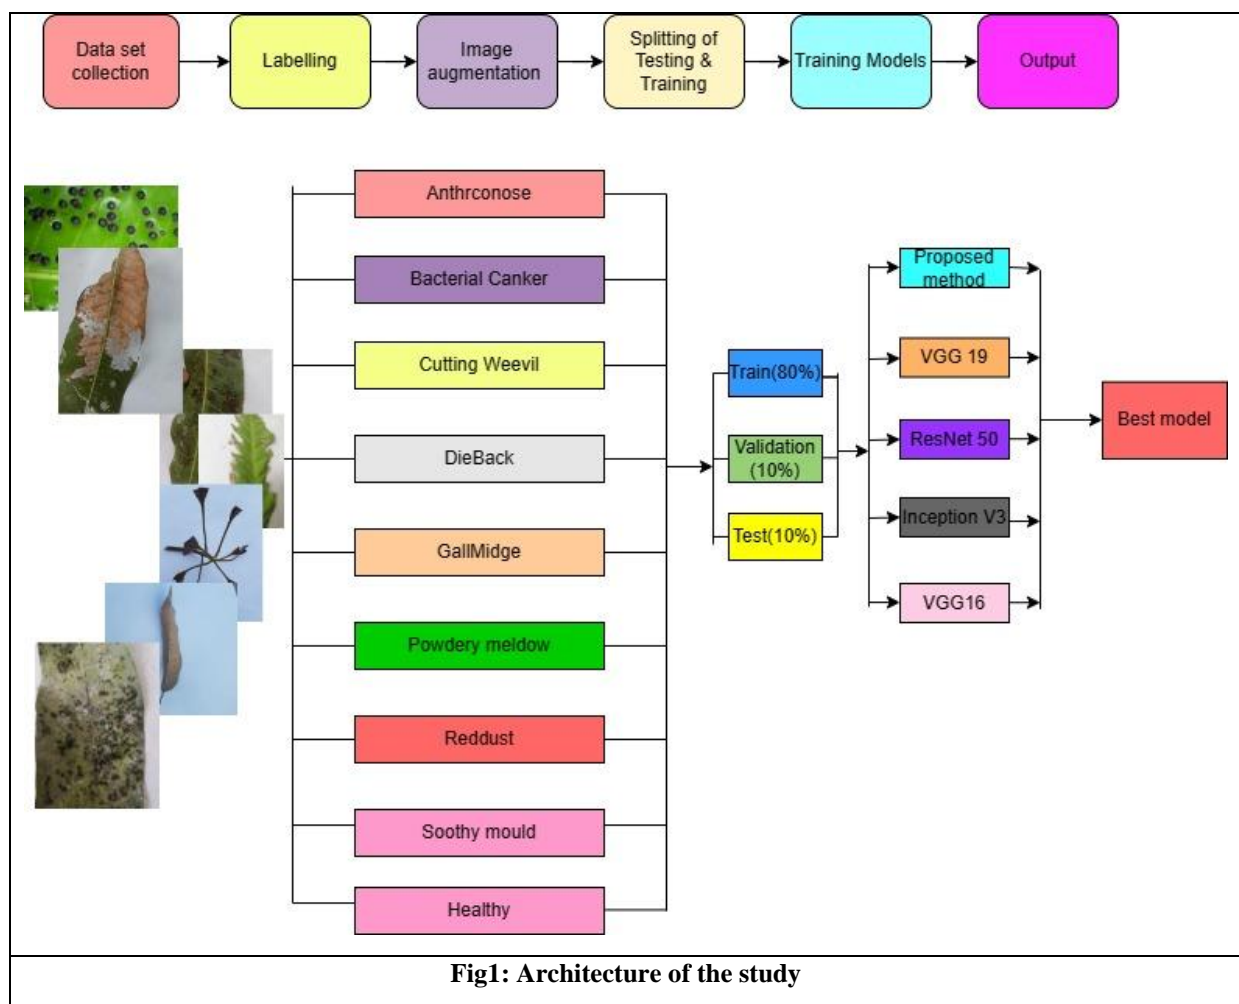 Data set
collection
Labelling
Image
augmentation
Splitting of
Testing &
Training
Training Models
Output
Anthrconose
Bacterial Canker
Cutting Weevil
DieBack
GallMidge
Powdery meldow
Reddust
Soothy mould
Healthy
Train(80%)
Validation
(10%)
Test(10%)
Proposed
method
VGG 19
ResNet 50
Inception V3
VGG16
Best model
Fig1: Architecture of the study